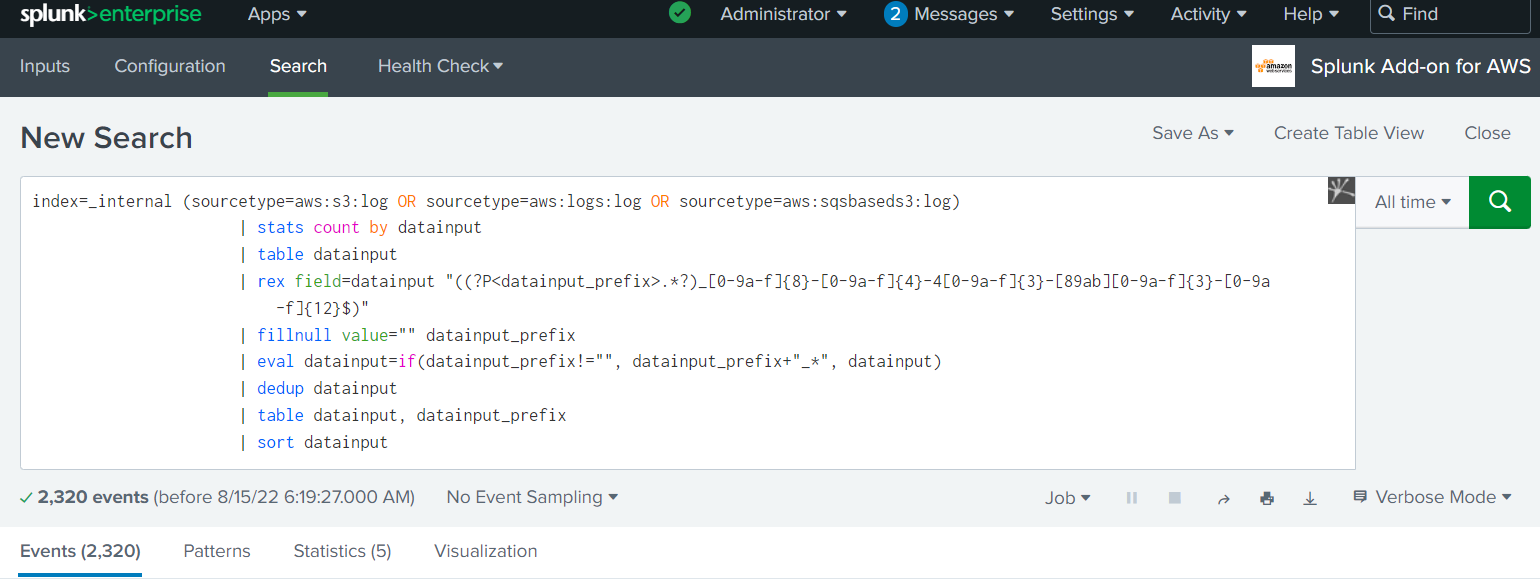 splunk>enterprise Apps Administrator 2 Messages Settings Activity Help Find
Inputs Configuration Search Health Check amazon webservices Splunk Add-on for AWS
New Search Save As Create Table View Close
index=_internal (sourcetype=aws:s3:log OR sourcetype=aws:logs:log OR sourcetype=aws:sqsbaseds3:log) All time
| stats count by datainput
| table datainput
| rex field=datainput "((?P<datainput_prefix>.*?)_[0-9a-f]{8}-[0-9a-f]{4}-4[0-9a-f]{3}-[89ab][0-9a-f]{3}-[0-9a
-f]{12}$)"
| fillnull value="" datainput_prefix
| eval datainput=if(datainput_prefix!="", datainput_prefix+"_*", datainput)
| dedup datainput
| table datainput, datainput_prefix
| sort datainput
2,320 events (before 8/15/22 6:19:27.000 AM) No Event Sampling Job Verbose Mode
Events (2,320) Patterns Statistics (5) Visualization